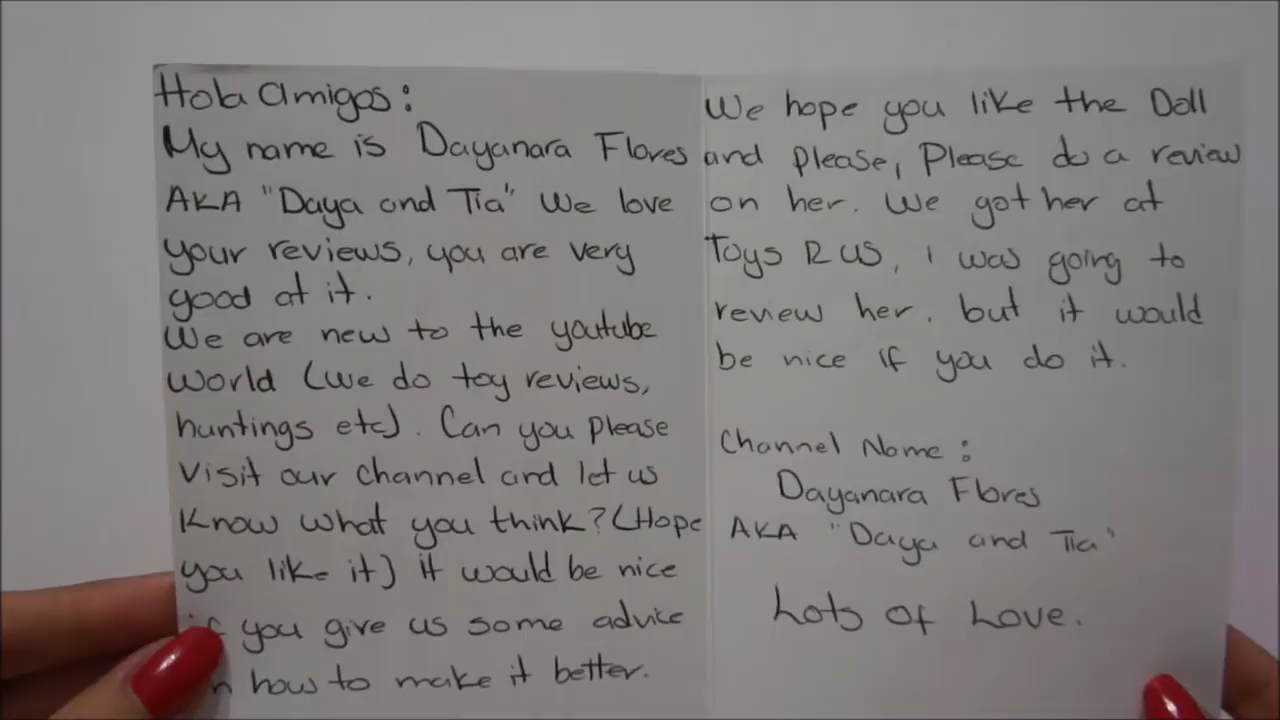 Hola Amigos:
My name is Dayanara Flores
AKA "Daya and Tia" We love
your reviews, you are very
good at it.
We are new to the youtube
World (we do toy reviews,
huntings etc). Can you please
Visit our channel and let us
Know what you think? (Hope
you like it) it would be nice
if you give us some advice
how to make it better.
We hope you like the Doll
and please, Please do a review
on her. We got her at
Toys R us, i was going to
review her, but it would
be nice if you do it.
Channel Name:
Dayanara Flores
AKA "Daya and Tia"
Lots of Love.